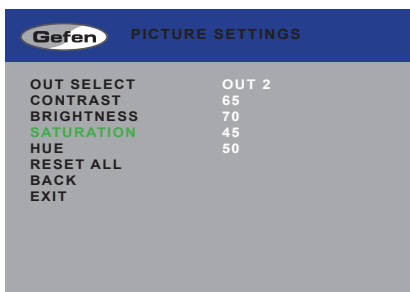 Gefen PICTURE SETTINGS
OUT SELECT OUT 2
CONTRAST 65
BRIGHTNESS 70
SATURATION 45
HUE 50
RESET ALL
BACK
EXIT